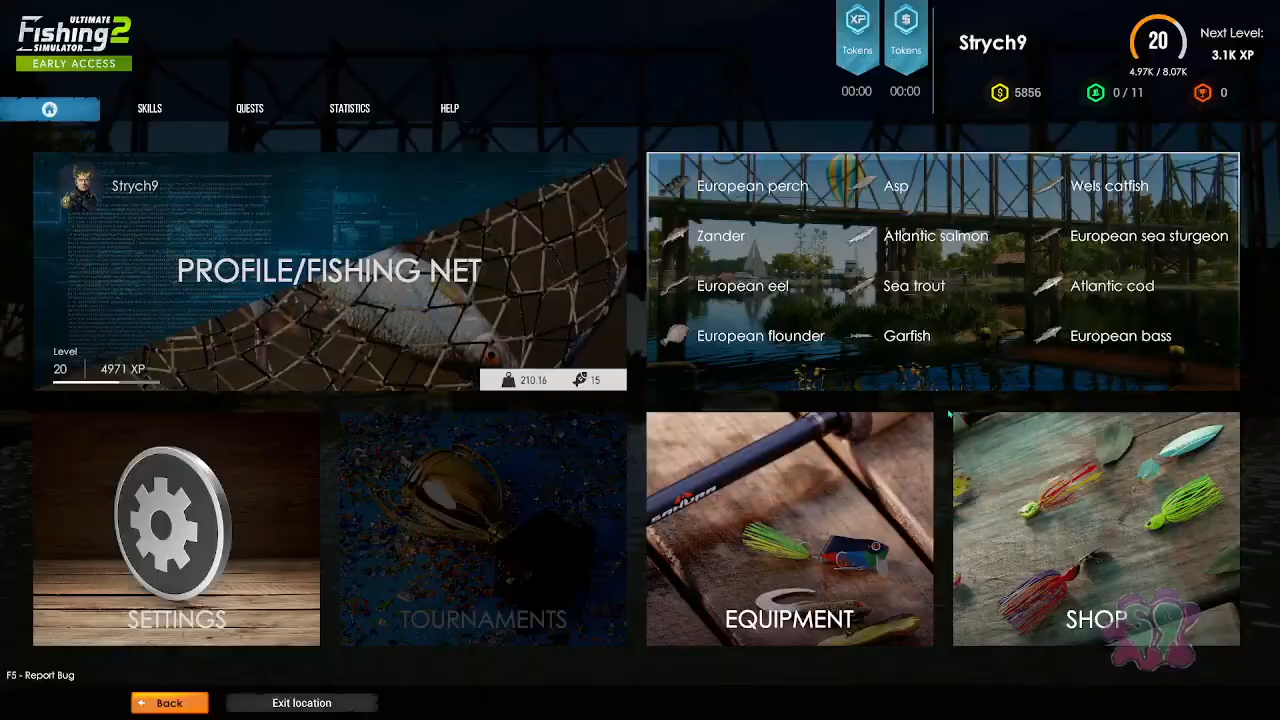 ULTIMATE
Fishing 2
SIMULATOR
EARLY ACCESS
XP
Tokens
00:00
$
Tokens
00:00
Strych9
20
4.97K / 8.07K
Next Level:
3.1K XP
5856
0 / 11
0
SKILLS
QUESTS
STATISTICS
HELP
Strych9
PROFILE/FISHING NET
Level
20
4971 XP
210.16
15
European perch
Asp
Wels catfish
Zander
Atlantic salmon
European sea sturgeon
European eel
Sea trout
Atlantic cod
European flounder
Garfish
European bass
SETTINGS
TOURNAMENTS
SAKURA
EQUIPMENT
SHOP
F5 - Report Bug
Back
Exit location